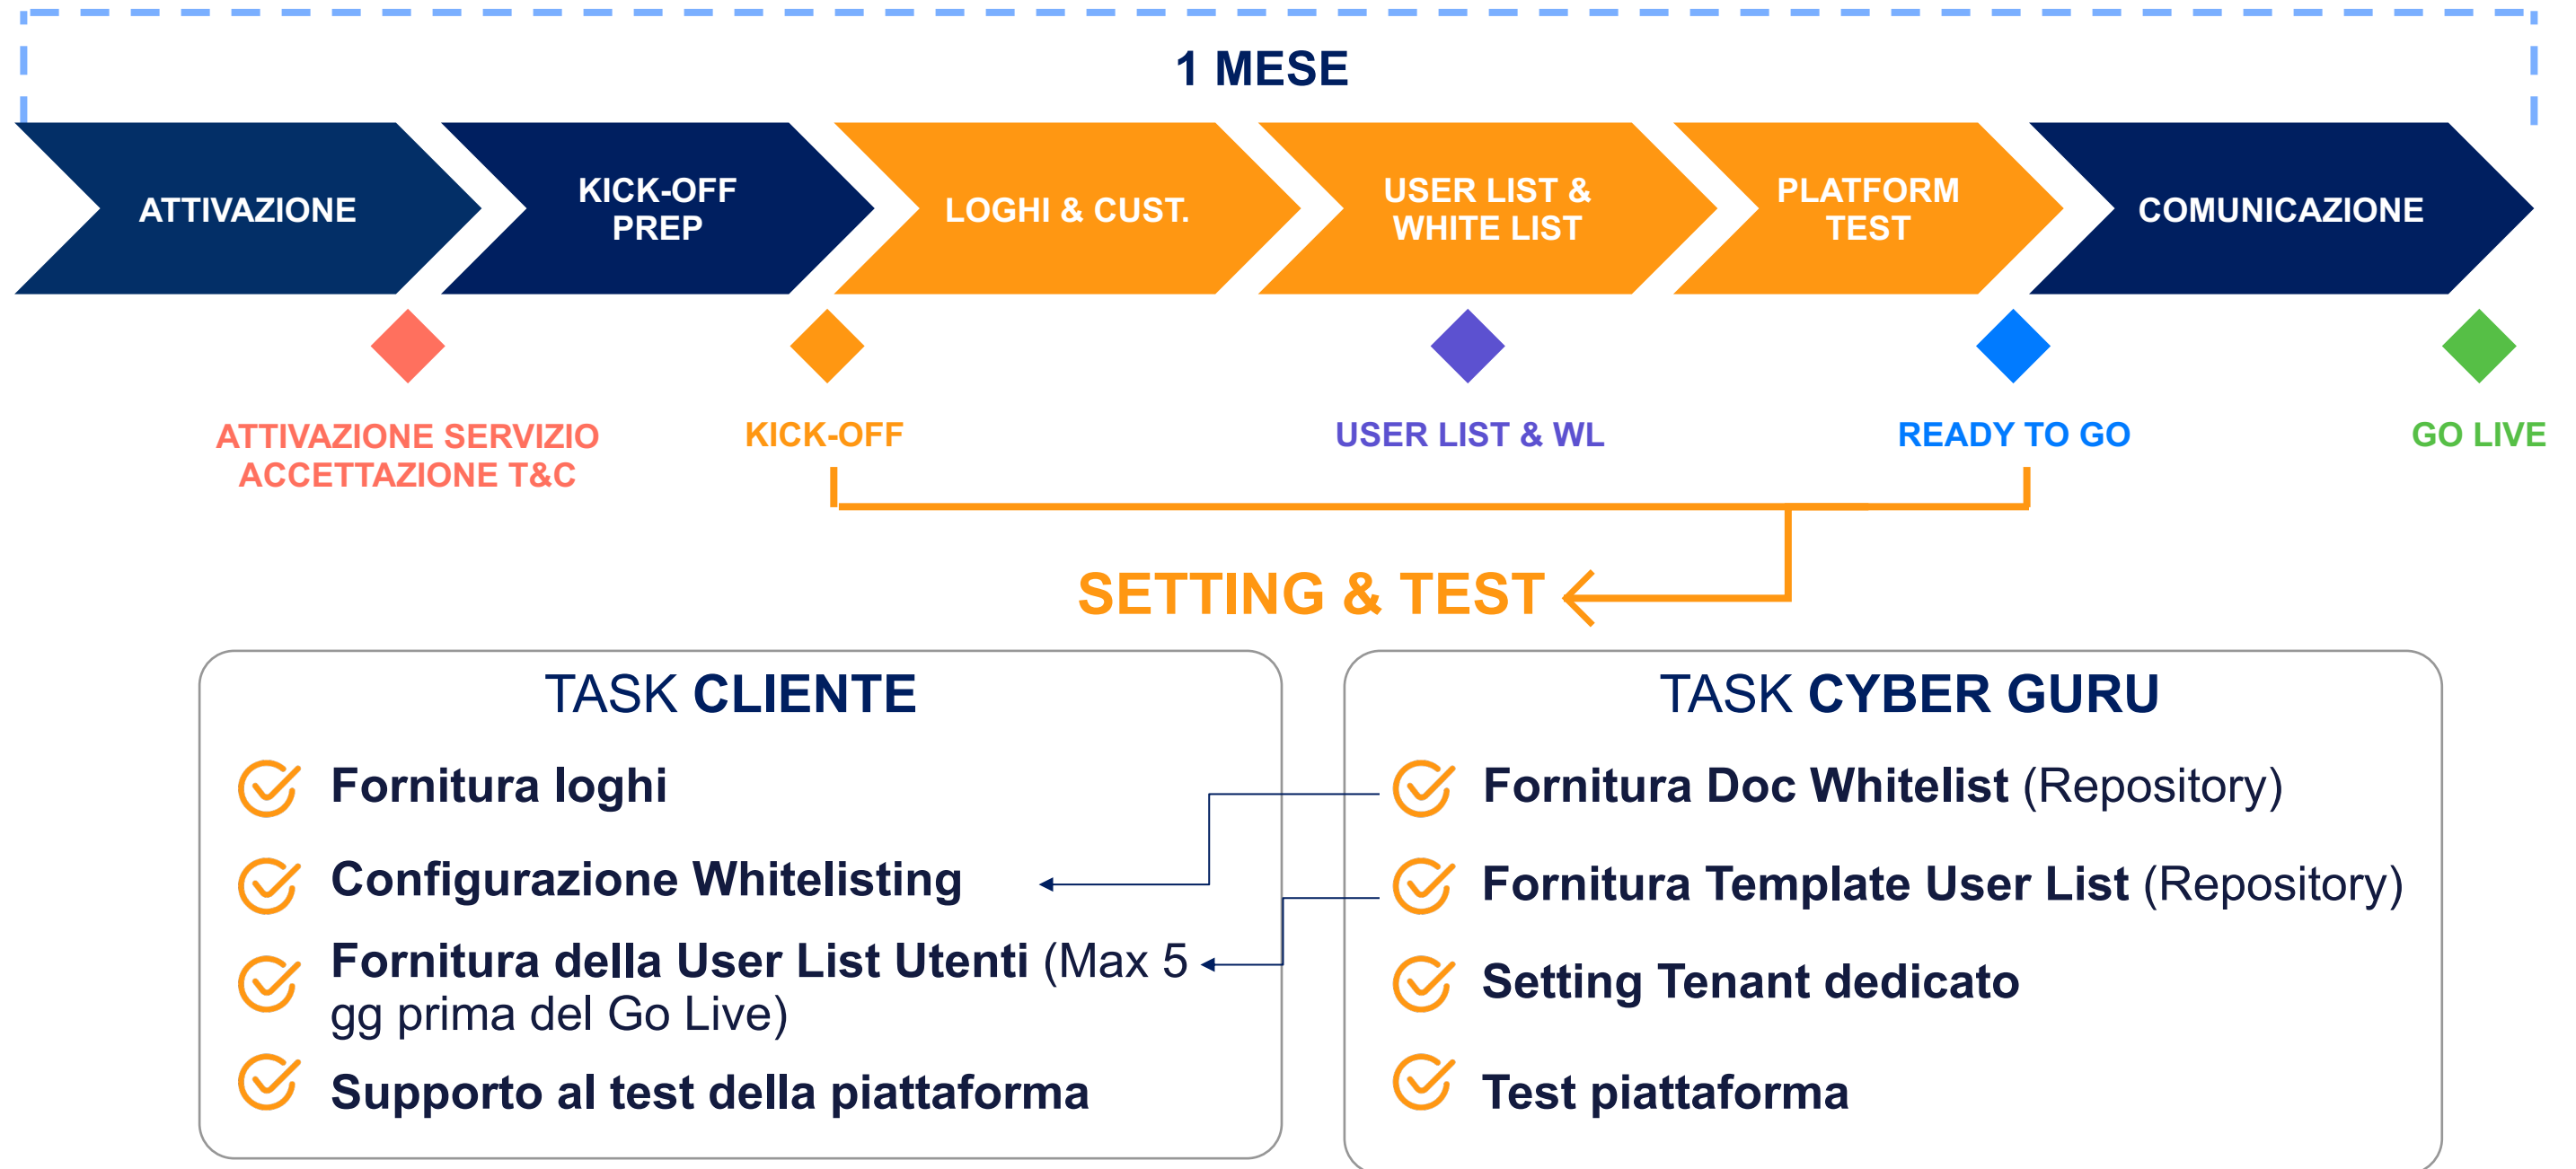 1 MESE
ATTIVAZIONE
KICK-OFF
PREP
LOGHI & CUST.
USER LIST &
WHITE LIST
PLATFORM
TEST
COMUNICAZIONE
ATTIVAZIONE SERVIZIO
ACCETTAZIONE T&C
KICK-OFF
USER LIST & WL
READY TO GO
GO LIVE
SETTING & TEST
TASK CLIENTE
Fornitura loghi
Configurazione Whitelisting
Fornitura della User List Utenti (Max 5
gg prima del Go Live)
Supporto al test della piattaforma
TASK CYBER GURU
Fornitura Doc Whitelist (Repository)
Fornitura Template User List (Repository)
Setting Tenant dedicato
Test piattaforma